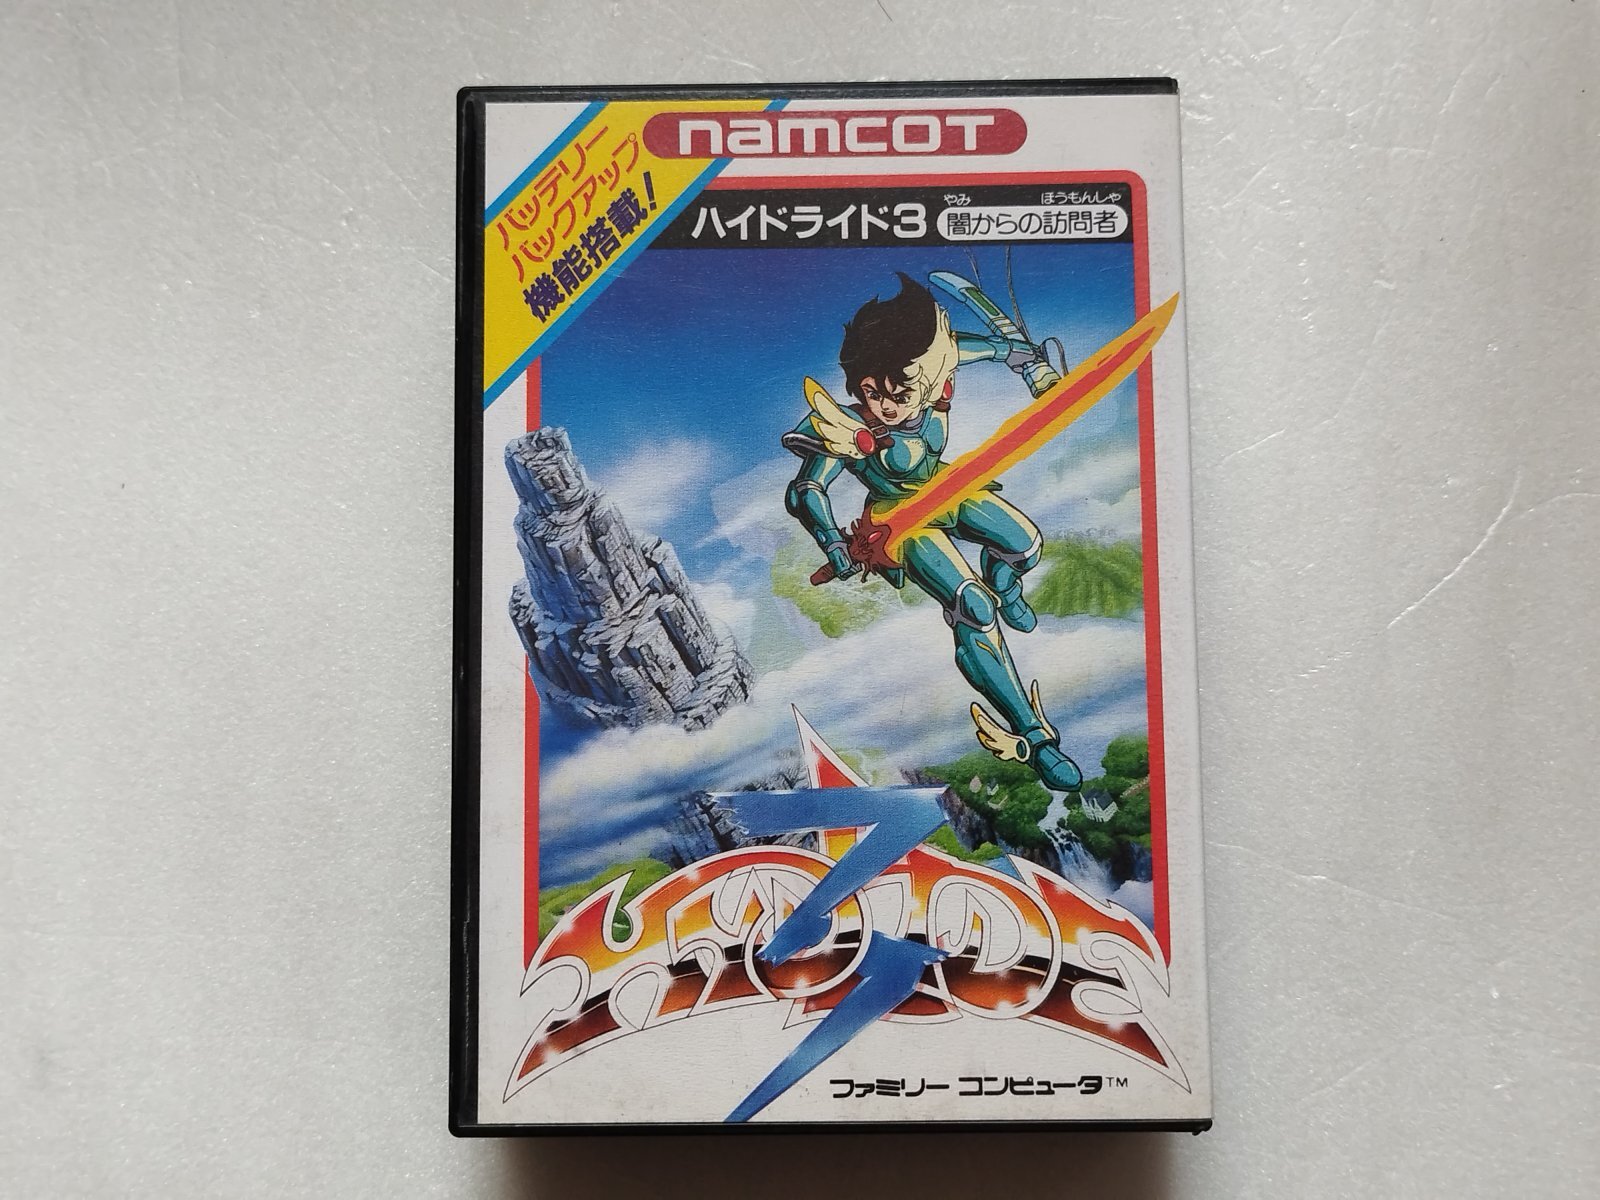 バッテリー
バックアップ
機能搭載!
namcot
ハイドライド3 闇からの訪問者
やみ ほうもんしゃ
HYDLIDE
3
ファミリー コンピュータ™